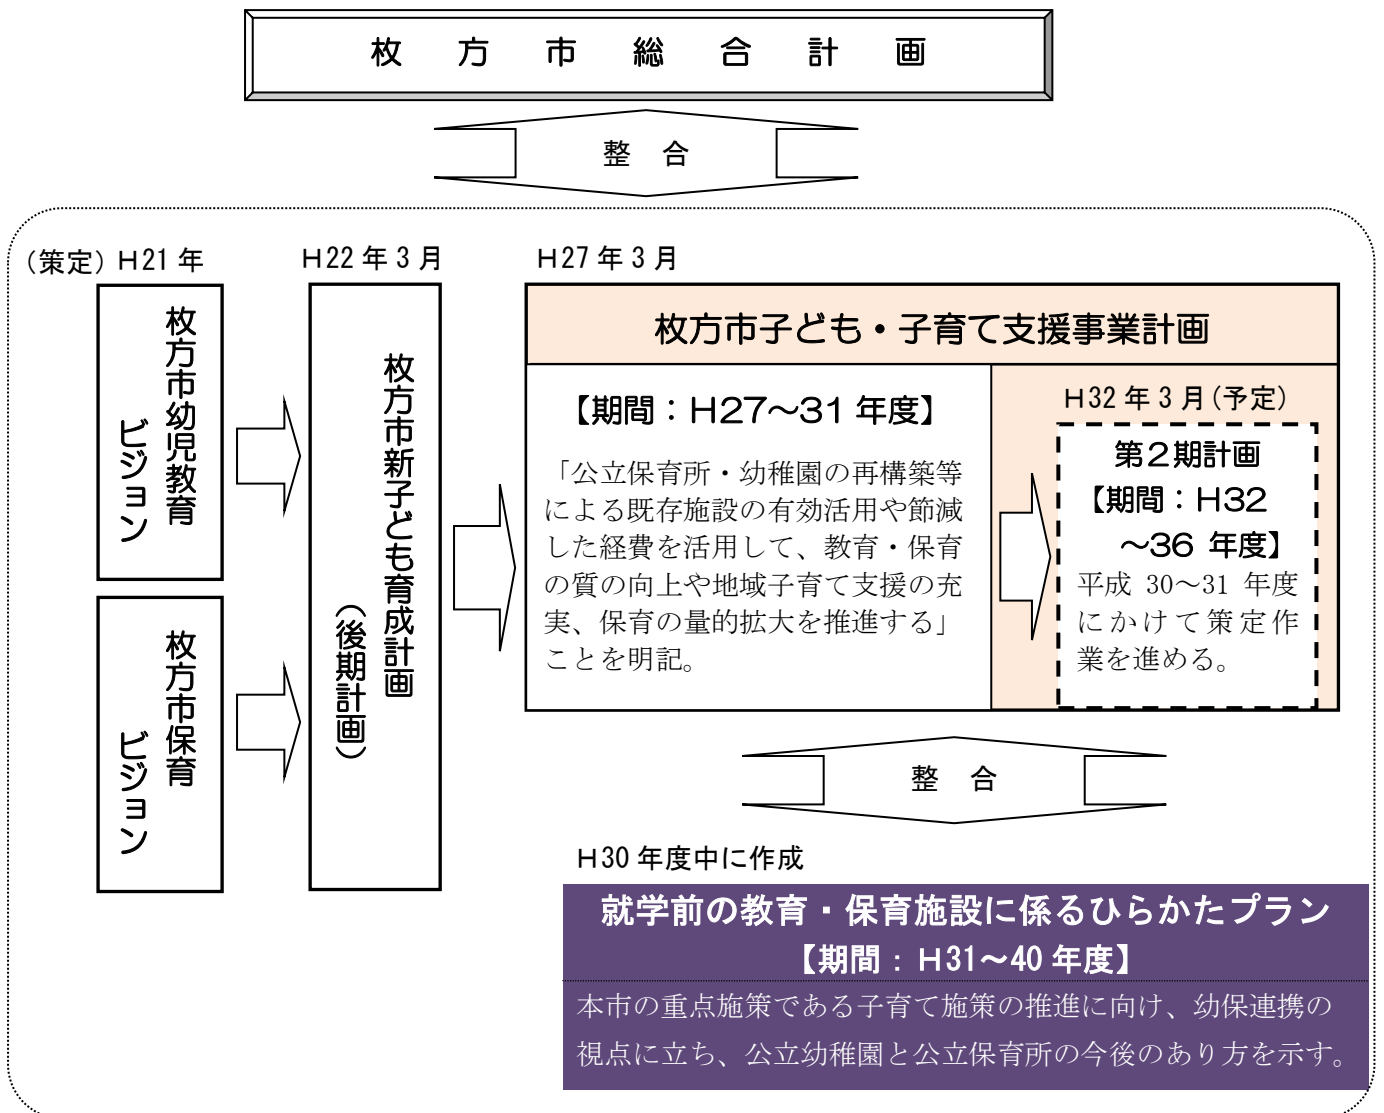 枚方市総合計画
整 合
(策定) H21 年
H22 年 3 月
H27 年 3 月
枚方市幼児教育
ビジョン
枚方市保育
ビジョン
枚方市新子ども育成計画
(後期計画)
枚方市子ども・子育て支援事業計画
【期間：H27～31 年度】
「公立保育所・幼稚園の再構築等
による既存施設の有効活用や節減
した経費を活用して、教育・保育
の質の向上や地域子育て支援の充
実、保育の量的拡大を推進する」
ことを明記。
H32 年 3 月(予定)
第２期計画
【期間：H32
～36 年度】
平成 30～31 年度
にかけて策定作
業を進める。
整 合
H30 年度中に作成
就学前の教育・保育施設に係るひらかたプラン
【期間：H31～40 年度】
本市の重点施策である子育て施策の推進に向け、幼保連携の
視点に立ち、公立幼稚園と公立保育所の今後のあり方を示す。